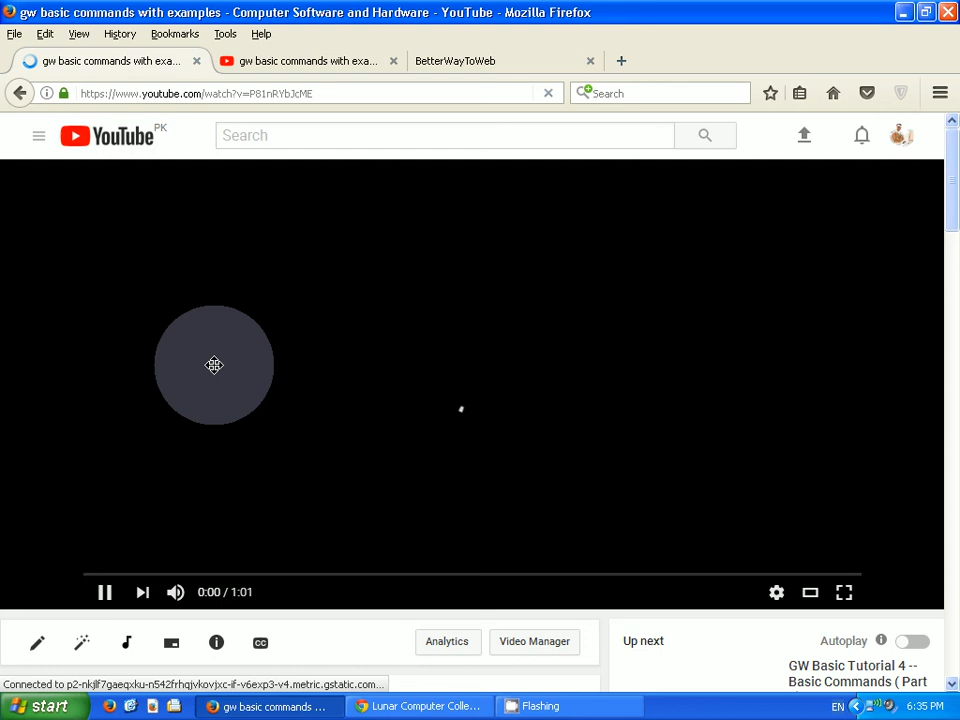 gw basic commands with examples - Computer Software and Hardware - YouTube - Mozilla Firefox
File Edit View History Bookmarks Tools Help
gw basic commands with exa...
gw basic commands with exa...
BetterWayToWeb
https://www.youtube.com/watch?v=P81nRYbJcME
Search
YouTube PK
Search
0:00 / 1:01
CC
Analytics
Video Manager
Up next
Autoplay
GW Basic Tutorial 4 --
Basic Commands ( Part
Connected to p2-nkjlf7gaeqxku-n542frhqjvkovjxc-if-v6exp3-v4.metric.gstatic.com...
start
gw basic commands ...
Lunar Computer Colle...
Flashing
EN
6:35 PM